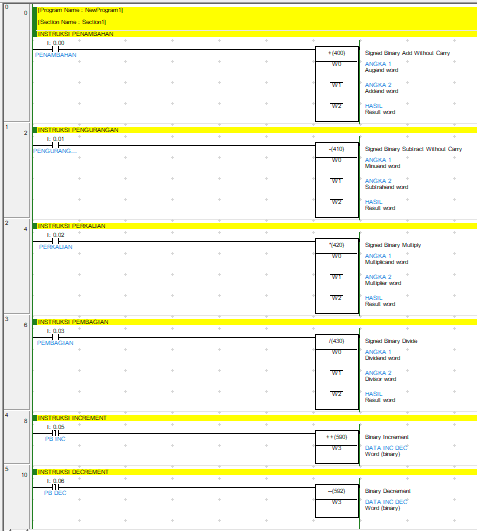 0
0
[Program Name : NewProgram1]
[Section Name : Section1]
INSTRUKSI PENAMBAHAN
I: 0.00
PENAMBAHAN
+(400)
Signed Binary Add Without Carry
W0
ANGKA 1
Augend word
W1
ANGKA 2
Addend word
W2
HASIL
Result word
1
2
INSTRUKSI PENGURANGAN
I: 0.01
PENGURANG...
-(410)
Signed Binary Subtract Without Carry
W0
ANGKA 1
Minuend word
W1
ANGKA 2
Subtrahend word
W2
HASIL
Result word
2
4
INSTRUKSI PERKALIAN
I: 0.02
PERKALIAN
*(420)
Signed Binary Multiply
W0
ANGKA 1
Multiplicand word
W1
ANGKA 2
Multiplier word
W2
HASIL
Result word
3
6
INSTRUKSI PEMBAGIAN
I: 0.03
PEMBAGIAN
/(430)
Signed Binary Divide
W0
ANGKA 1
Dividend word
W1
ANGKA 2
Divisor word
W2
HASIL
Result word
4
8
INSTRUKSI INCREMENT
I: 0.05
PB INC
++(590)
Binary Increment
W3
DATA INC DEC
Word (binary)
5
10
INSTRUKSI DECREMENT
I: 0.06
PB DEC
--(592)
Binary Decrement
W3
DATA INC DEC
Word (binary)